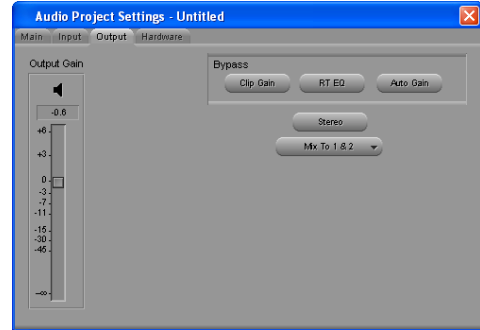 Audio Project Settings - Untitled
Main Input Output Hardware
Output Gain
Bypass
Clip Gain RT EQ Auto Gain
-0.6
Stereo
Mix To 1 & 2
+6
+3
0
-3
-7
-11
-15
-30
-45
-∞